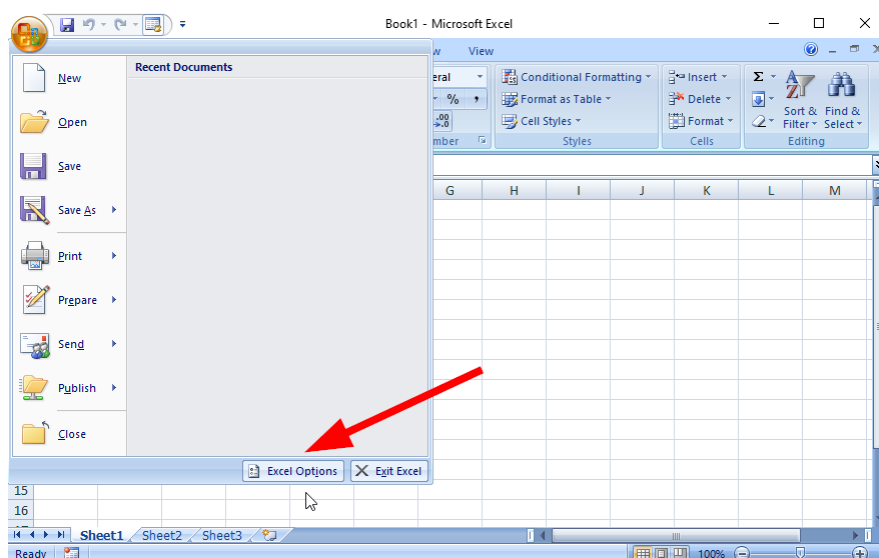 Book1 - Microsoft Excel
View
New
Open
Save
Save As
Print
Prepare
Send
Publish
Close
Recent Documents
Excel Options
Exit Excel
%
,
.00
.0
Conditional Formatting
Format as Table
Cell Styles
Styles
Insert
Delete
Format
Cells
Σ
A
Z
Sort &
Filter
Find &
Select
Editing
G H I J K L M
15
16
Sheet1 Sheet2 Sheet3
Ready
100%